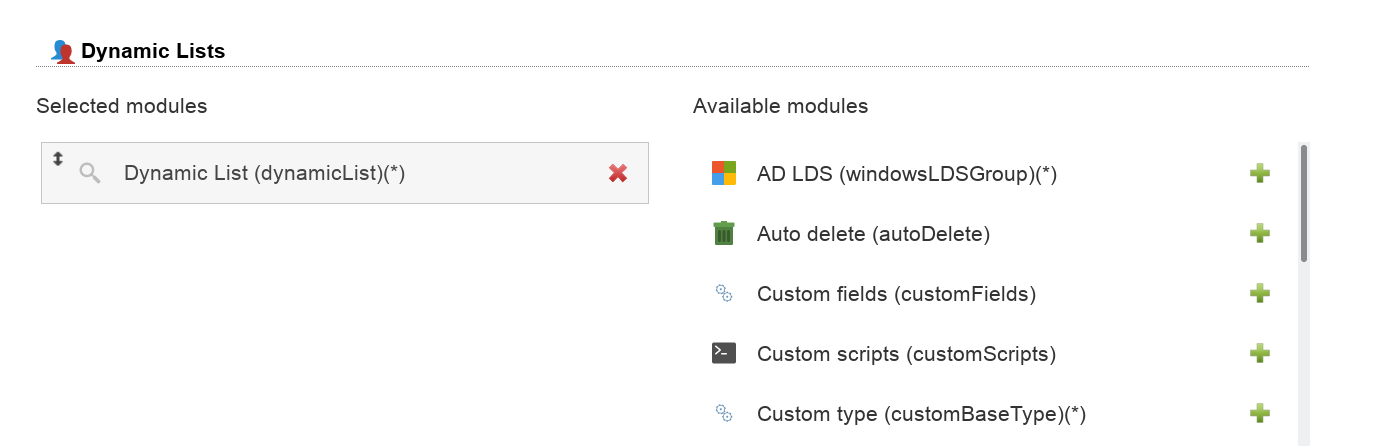 Dynamic Lists
Selected modules
Available modules
Dynamic List (dynamicList)(*)
AD LDS (windowsLDSGroup)(*)
Auto delete (autoDelete)
Custom fields (customFields)
Custom scripts (customScripts)
Custom type (customBaseType)(*)